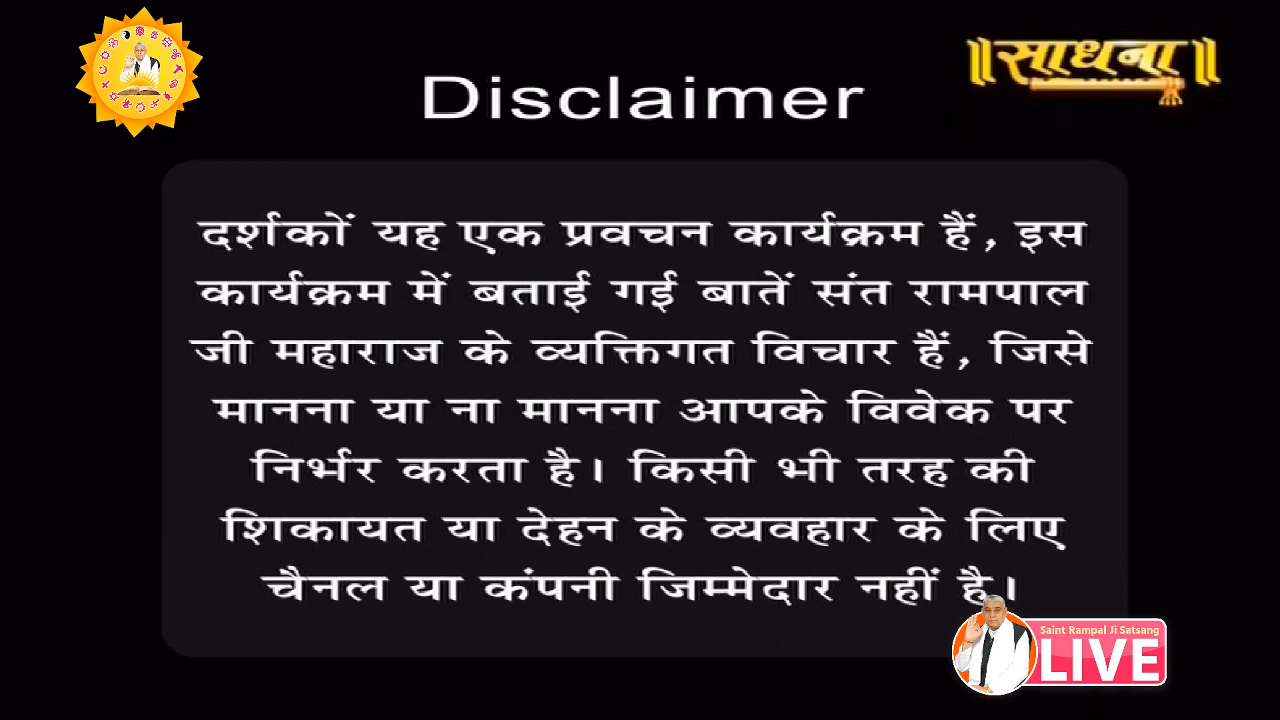 ॥साधना॥
Disclaimer
दर्शकों यह एक प्रवचन कार्यक्रम हैं, इस
कार्यक्रम में बताई गई बातें संत रामपाल
जी महाराज के व्यक्तिगत विचार हैं, जिसे
मानना या ना मानना आपके विवेक पर
निर्भर करता है। किसी भी तरह की
शिकायत या देहन के व्यवहार के लिए
चैनल या कंपनी जिम्मेदार नहीं है।
Saint Rampal Ji Satsang
LIVE